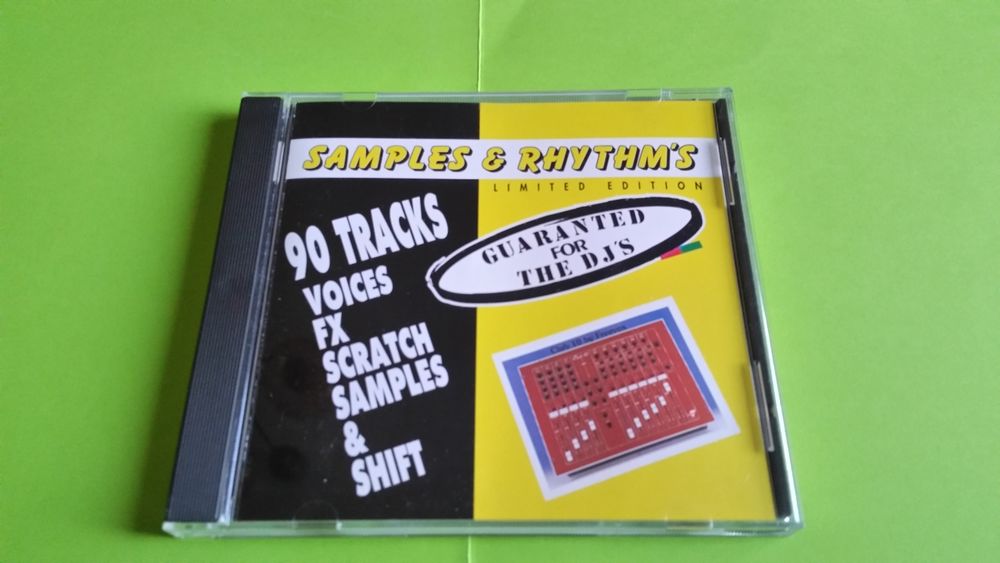 SAMPLES & RHYTHM'S
LIMITED EDITION
90 TRACKS
VOICES
FX
SCRATCH
SAMPLES
&
SHIFT
GUARANTED
FOR
THE DJ'S